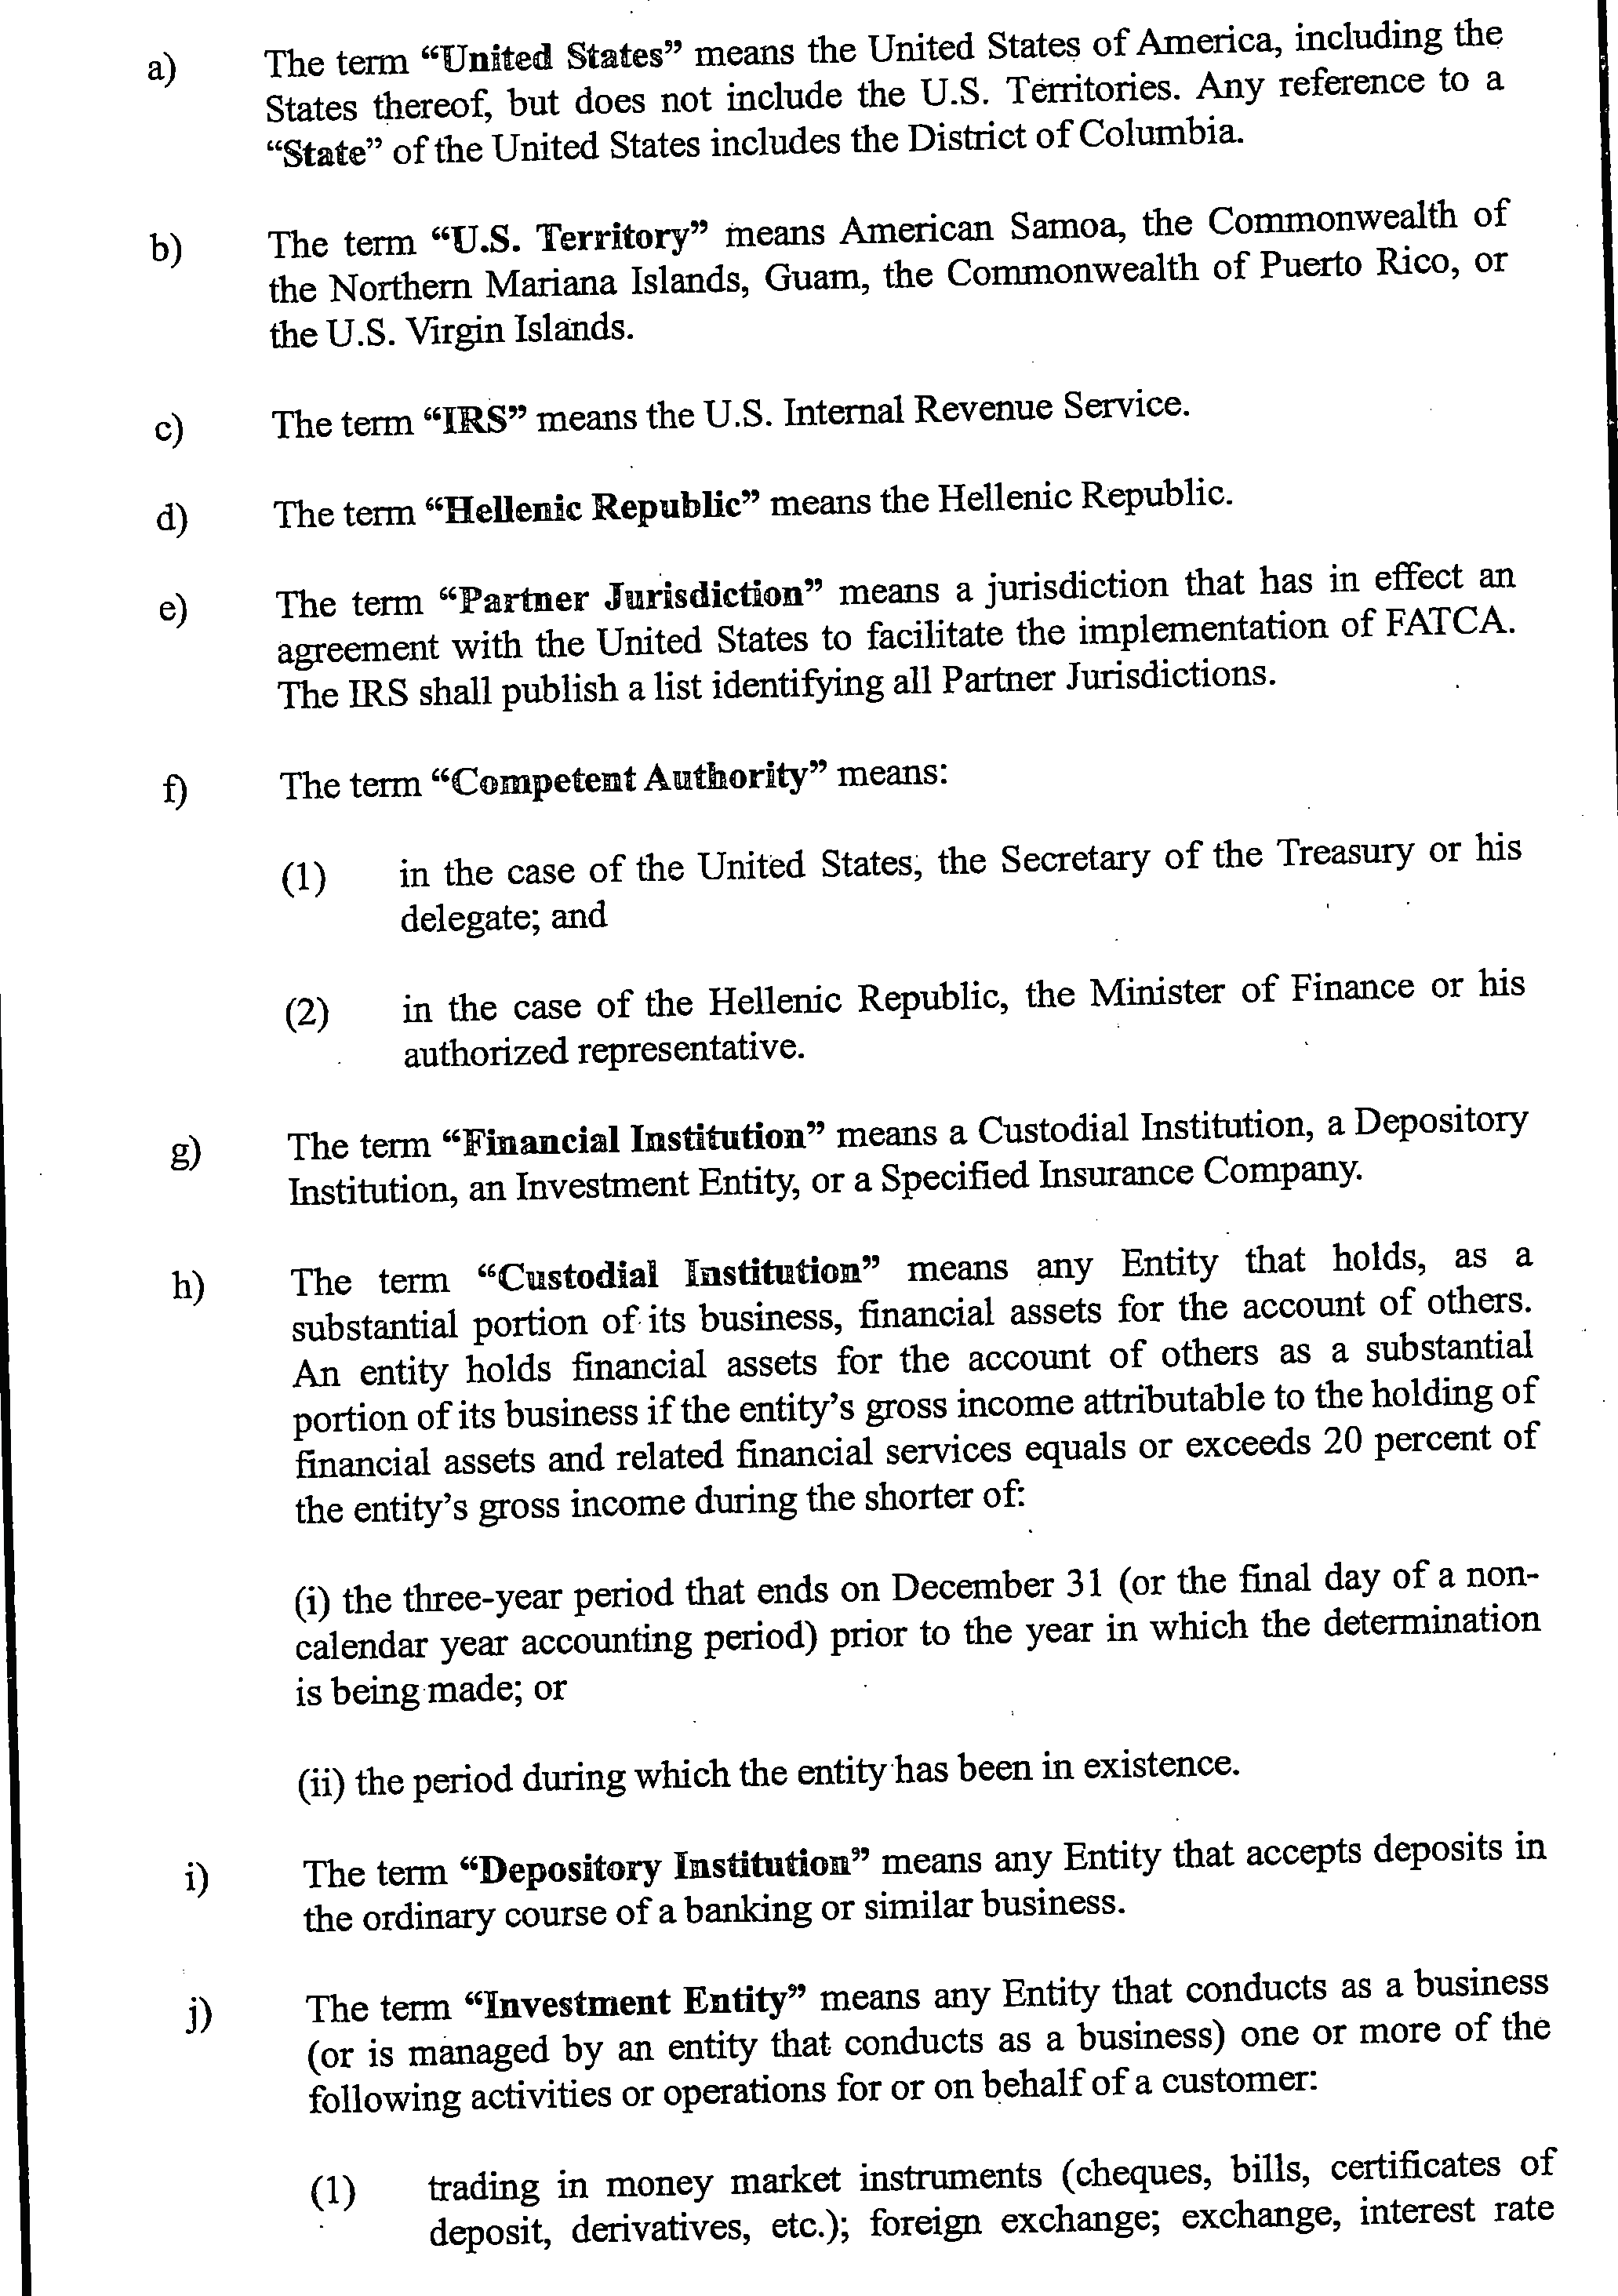 a) The term “United States” means the United States of America, including the
States thereof, but does not include the U.S. Territories. Any reference to a
“State” of the United States includes the District of Columbia.
b) The term “U.S. Territory” means American Samoa, the Commonwealth of
the Northern Mariana Islands, Guam, the Commonwealth of Puerto Rico, or
the U.S. Virgin Islands.
c) The term “IRS” means the U.S. Internal Revenue Service.
d) The term “Hellenic Republic” means the Hellenic Republic.
e) The term “Partner Jurisdiction” means a jurisdiction that has in effect an
agreement with the United States to facilitate the implementation of FATCA.
The IRS shall publish a list identifying all Partner Jurisdictions.
f) The term “Competent Authority” means:
(1) in the case of the United States, the Secretary of the Treasury or his
delegate; and
(2) in the case of the Hellenic Republic, the Minister of Finance or his
authorized representative.
g) The term “Financial Institution” means a Custodial Institution, a Depository
Institution, an Investment Entity, or a Specified Insurance Company.
h) The term “Custodial Institution” means any Entity that holds, as a
substantial portion of its business, financial assets for the account of others.
An entity holds financial assets for the account of others as a substantial
portion of its business if the entity’s gross income attributable to the holding of
financial assets and related financial services equals or exceeds 20 percent of
the entity’s gross income during the shorter of:
(i) the three-year period that ends on December 31 (or the final day of a non-
calendar year accounting period) prior to the year in which the determination
is being made; or
(ii) the period during which the entity has been in existence.
i) The term “Depository Institution” means any Entity that accepts deposits in
the ordinary course of a banking or similar business.
j) The term “Investment Entity” means any Entity that conducts as a business
(or is managed by an entity that conducts as a business) one or more of the
following activities or operations for or on behalf of a customer:
(1) trading in money market instruments (cheques, bills, certificates of
deposit, derivatives, etc.); foreign exchange; exchange, interest rate